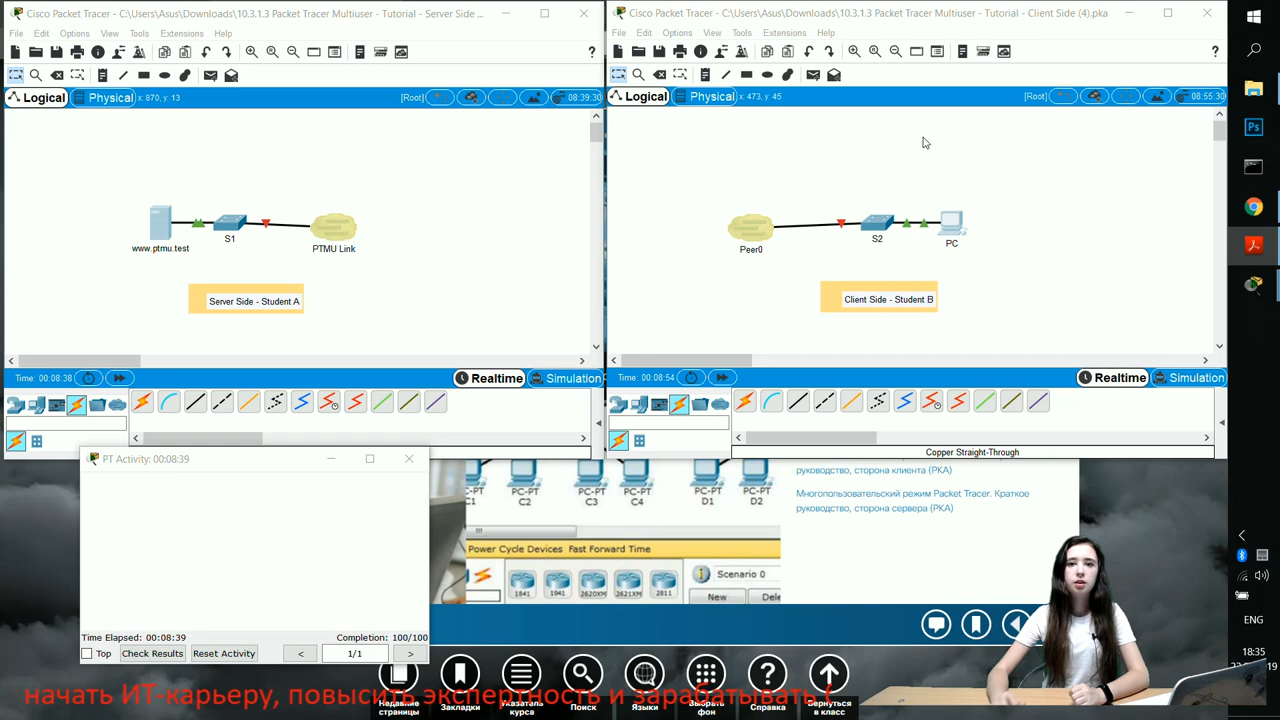 Cisco Packet Tracer - C:\Users\Asus\Downloads\10.3.1.3 Packet Tracer Multiuser - Tutorial - Server Side ...
File Edit Options View Tools Extensions Help
?
Logical Physical x: 870, y: 13 [Root] 08:39:30
www.ptmu.test
S1
PTMU Link
Server Side - Student A
Time: 00:08:38 Realtime Simulation
Cisco Packet Tracer - C:\Users\Asus\Downloads\10.3.1.3 Packet Tracer Multiuser - Tutorial - Client Side (4).pka
File Edit Options View Tools Extensions Help
?
Logical Physical x: 473, y: 45 [Root] 08:55:30
Peer0
S2
PC
Client Side - Student B
Time: 00:08:54 Realtime Simulation
Copper Straight-Through
PT Activity: 00:08:39
Time Elapsed: 00:08:39 Completion: 100/100
Top Check Results Reset Activity < 1/1 >
PC-PT PC-PT PC-PT PC-PT PC-PT PC-PT
C1 C2 C3 C4 D1 D2
Power Cycle Devices Fast Forward Time
1841 1941 2620XM 2621XM 2811
Scenario 0
New Dele
руководство, сторона клиента (PKA)
Многопользовательский режим Packet Tracer. Краткое
руководство, сторона сервера (PKA)
Недавние страницы
Закладки
Указатель курса
Поиск
Языки
Выбрать фон
Справка
Вернуться в класс
начать ИТ-карьеру, повысить экспертность и зарабатывать!
Ps
ENG
18:35